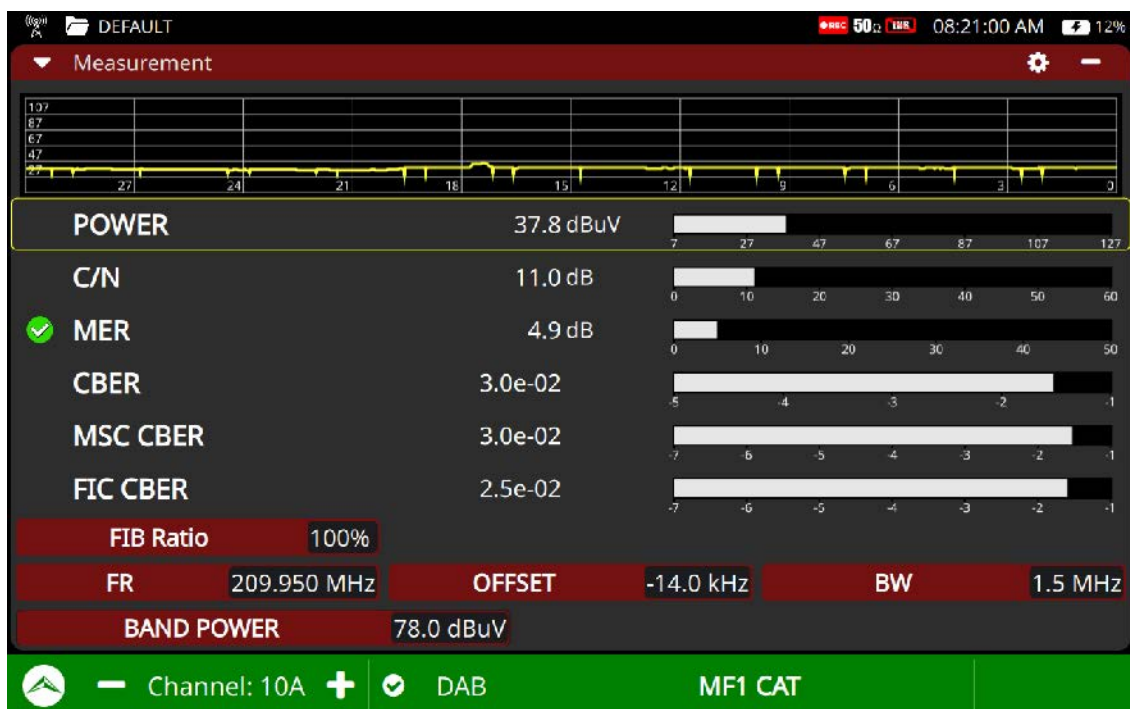 DEFAULT REC 50Ω 08:21:00 AM 12%
Measurement
107
87
67
47
27
27 24 21 18 15 12 9 6 3 0
POWER 37.8 dBuV
7 27 47 67 87 107 127
C/N 11.0 dB
0 10 20 30 40 50 60
MER 4.9 dB
0 10 20 30 40 50
CBER 3.0e-02
-5 -4 -3 -2 -1
MSC CBER 3.0e-02
-7 -6 -5 -4 -3 -2 -1
FIC CBER 2.5e-02
-7 -6 -5 -4 -3 -2 -1
FIB Ratio 100%
FR 209.950 MHz OFFSET -14.0 kHz BW 1.5 MHz
BAND POWER 78.0 dBuV
Channel: 10A DAB MF1 CAT